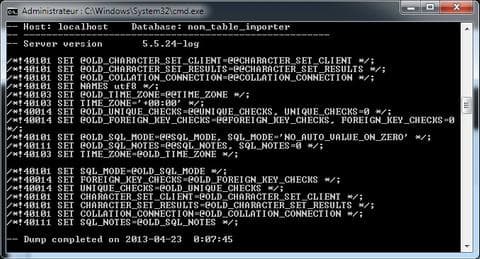 Administrateur : C:\Windows\System32\cmd.exe
-- Host: localhost    Database: nom_table_importer
-- ------------------------------------------------------
-- Server version       5.5.24-log

/*!40101 SET @OLD_CHARACTER_SET_CLIENT=@@CHARACTER_SET_CLIENT */;
/*!40101 SET @OLD_CHARACTER_SET_RESULTS=@@CHARACTER_SET_RESULTS */;
/*!40101 SET @OLD_COLLATION_CONNECTION=@@COLLATION_CONNECTION */;
/*!40101 SET NAMES utf8 */;
/*!40103 SET @OLD_TIME_ZONE=@@TIME_ZONE */;
/*!40103 SET TIME_ZONE='+00:00' */;
/*!40014 SET @OLD_UNIQUE_CHECKS=@@UNIQUE_CHECKS, UNIQUE_CHECKS=0 */;
/*!40014 SET @OLD_FOREIGN_KEY_CHECKS=@@FOREIGN_KEY_CHECKS, FOREIGN_KEY_CHECKS=0
*/;
/*!40101 SET @OLD_SQL_MODE=@@SQL_MODE, SQL_MODE='NO_AUTO_VALUE_ON_ZERO' */;
/*!40111 SET @OLD_SQL_NOTES=@@SQL_NOTES, SQL_NOTES=0 */;
/*!40103 SET TIME_ZONE=@OLD_TIME_ZONE */;

/*!40101 SET SQL_MODE=@OLD_SQL_MODE */;
/*!40014 SET FOREIGN_KEY_CHECKS=@OLD_FOREIGN_KEY_CHECKS */;
/*!40014 SET UNIQUE_CHECKS=@OLD_UNIQUE_CHECKS */;
/*!40101 SET CHARACTER_SET_CLIENT=@OLD_CHARACTER_SET_CLIENT */;
/*!40101 SET CHARACTER_SET_RESULTS=@OLD_CHARACTER_SET_RESULTS */;
/*!40101 SET COLLATION_CONNECTION=@OLD_COLLATION_CONNECTION */;
/*!40111 SET SQL_NOTES=@OLD_SQL_NOTES */;

-- Dump completed on 2013-04-23  0:07:45